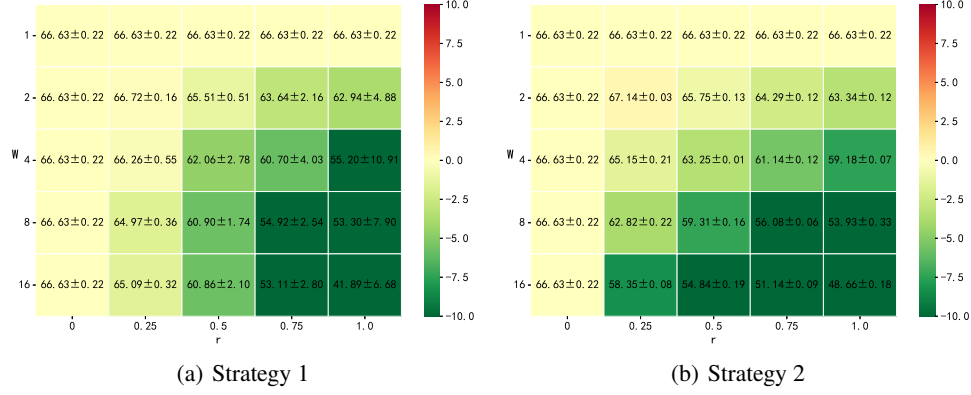 10.0
1 66.63±0.22 66.63±0.22 66.63±0.22 66.63±0.22 66.63±0.22
7.5
5.0
2 66.63±0.22 66.72±0.16 65.51±0.51 63.64±2.16 62.94±4.88
2.5
W 4 66.63±0.22 66.26±0.55 62.06±2.78 60.70±4.03 55.20±10.91
0.0
-2.5
8 66.63±0.22 64.97±0.36 60.90±1.74 54.92±2.54 53.30±7.90
-5.0
-7.5
16 66.63±0.22 65.09±0.32 60.86±2.10 53.11±2.80 41.89±6.68
-10.0
0 0.25 0.5 0.75 1.0
r
(a) Strategy 1
10.0
1 66.63±0.22 66.63±0.22 66.63±0.22 66.63±0.22 66.63±0.22
7.5
5.0
2 66.63±0.22 67.14±0.03 65.75±0.13 64.29±0.12 63.34±0.12
2.5
W 4 66.63±0.22 65.15±0.21 63.25±0.01 61.14±0.12 59.18±0.07
0.0
-2.5
8 66.63±0.22 62.82±0.22 59.31±0.16 56.08±0.06 53.93±0.33
-5.0
-7.5
16 66.63±0.22 58.35±0.08 54.84±0.19 51.14±0.09 48.66±0.18
-10.0
0 0.25 0.5 0.75 1.0
r
(b) Strategy 2